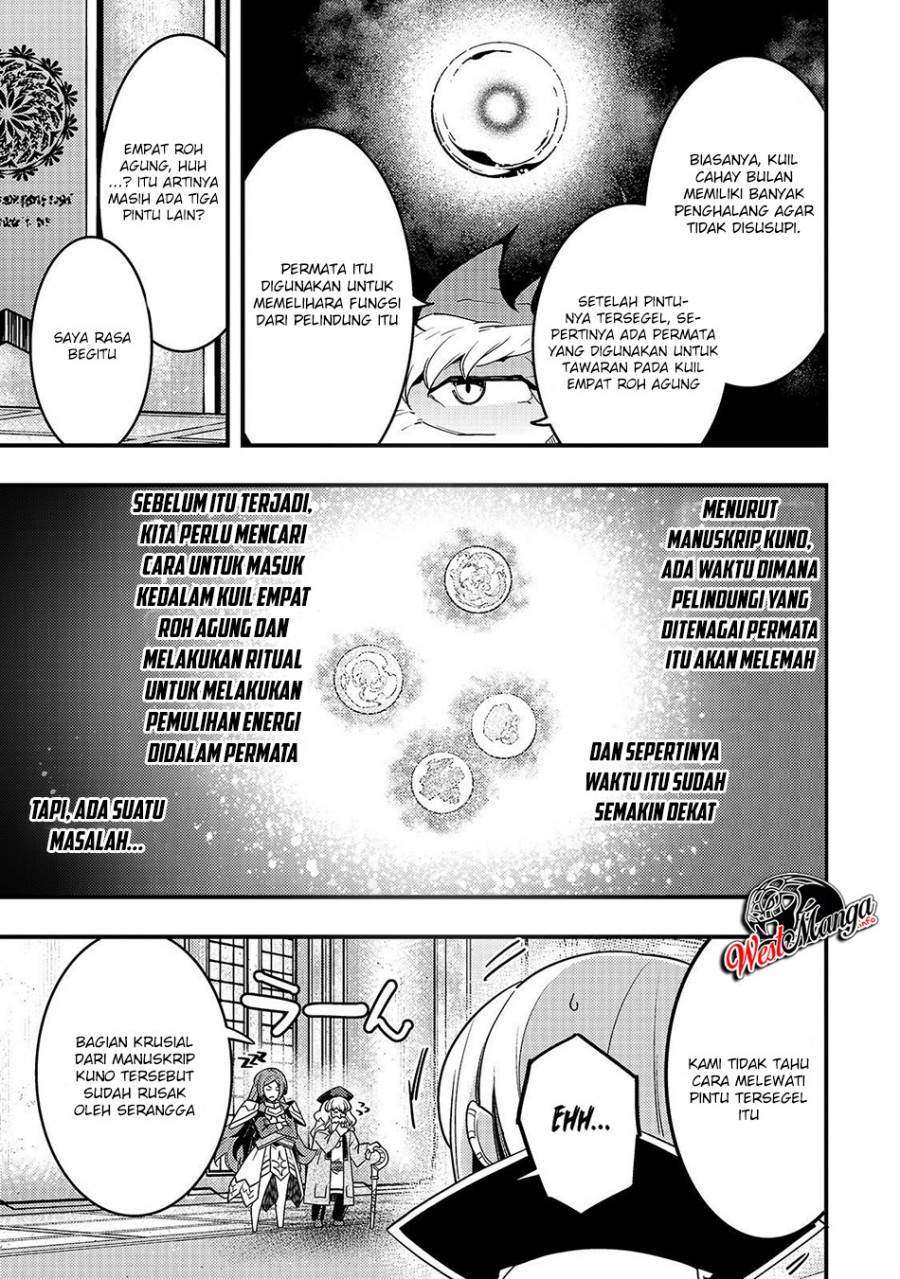 BIASANYA, KUIL
CAHAY BULAN
MEMILIKI BANYAK
PENGHALANG AGAR
TIDAK DISUSUPI.
SETELAH PINTU-
NYA TERSEGEL, SE-
PERTINYA ADA PERMATA
YANG DIGUNAKAN UNTUK
TAWARAN PADA KUIL
EMPAT ROH AGUNG
PERMATA ITU
DIGUNAKAN UNTUK
MEMELIHARA FUNGSI
DARI PELINDUNG ITU
EMPAT ROH
AGUNG, HUH
...? ITU ARTINYA
MASIH ADA TIGA
PINTU LAIN?
SAYA RASA
BEGITU
MENURUT
MANUSKRIP KUNO,
ADA WAKTU DIMANA
PELINDUNGI YANG
DITENAGAI PERMATA
ITU AKAN MELEMAH
DAN SEPERTINYA
WAKTU ITU SUDAH
SEMAKIN DEKAT
SEBELUM ITU TERJADI,
KITA PERLU MENCARI
CARA UNTUK MASUK
KEDALAM KUIL EMPAT
ROH AGUNG DAN
MELAKUKAN RITUAL
UNTUK MELAKUKAN
PEMULIHAN ENERGI
DIDALAM PERMATA
TAPI, ADA SUATU
MASALAH...
WestManga
.info
KAMI TIDAK TAHU
CARA MELEWATI
PINTU TERSEGEL
ITU
EHH...
うーん
BAGIAN KRUSIAL
DARI MANUSKRIP
KUNO TERSEBUT
SUDAH RUSAK
OLEH SERANGGA